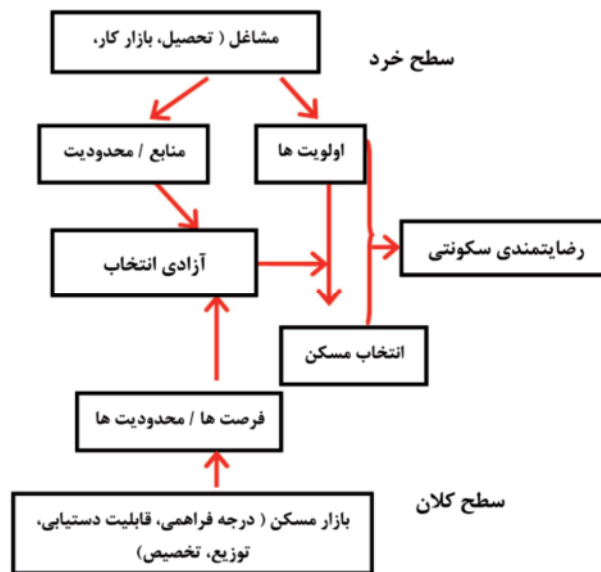 مشاغل ( تحصیل، بازار کار،
سطح خرد
منابع / محدودیت
اولویت ها
آزادی انتخاب
رضایتمندی سکونتی
انتخاب مسکن
فرصت ها / محدودیت ها
سطح کلان
بازار مسکن ( درجه فراهمی، قابلیت دستیابی،
توزیع، تخصیص)